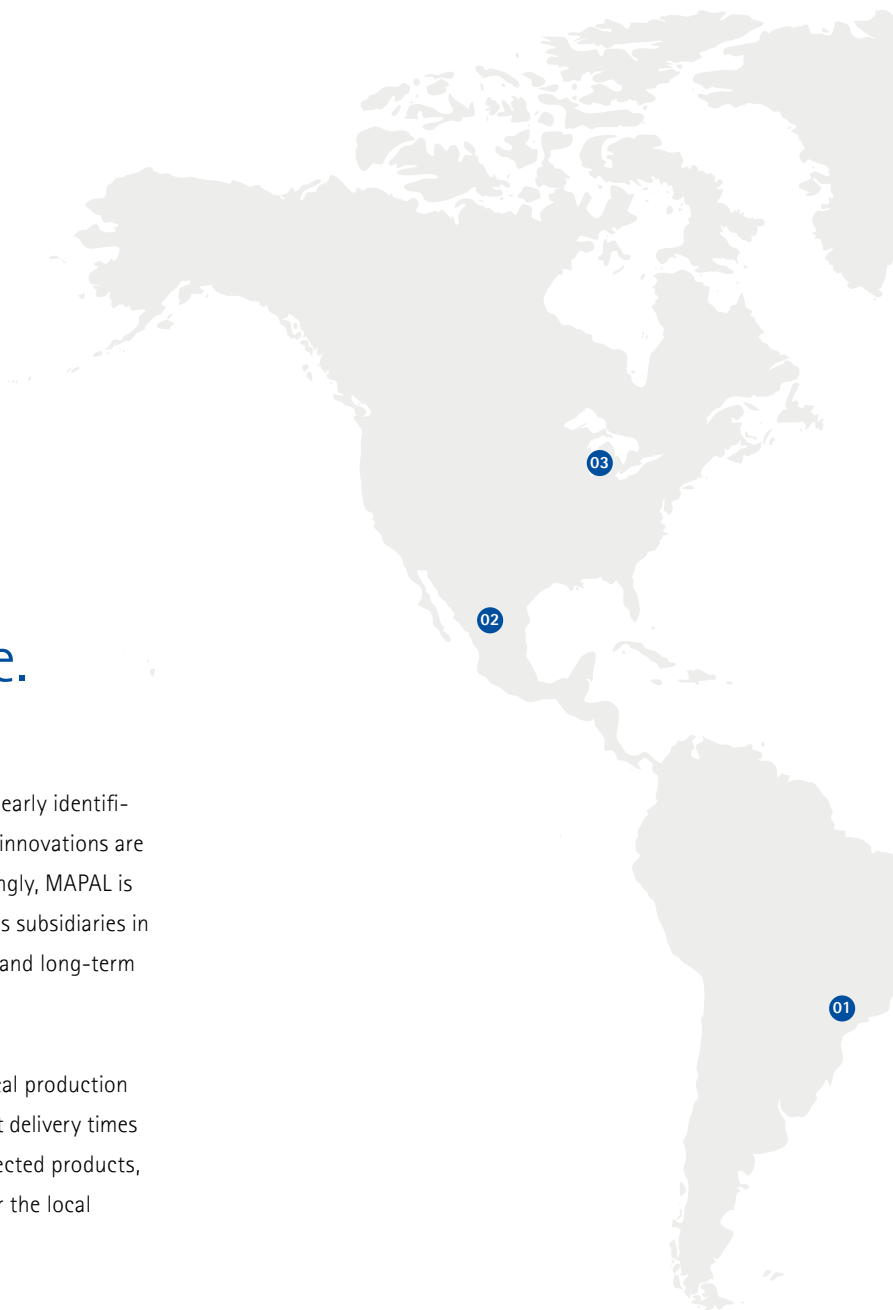 e.
early identifi-
innovations are
ngly, MAPAL is
s subsidiaries in
and long-term
cal production
t delivery times
ected products,
r the local
03
02
01